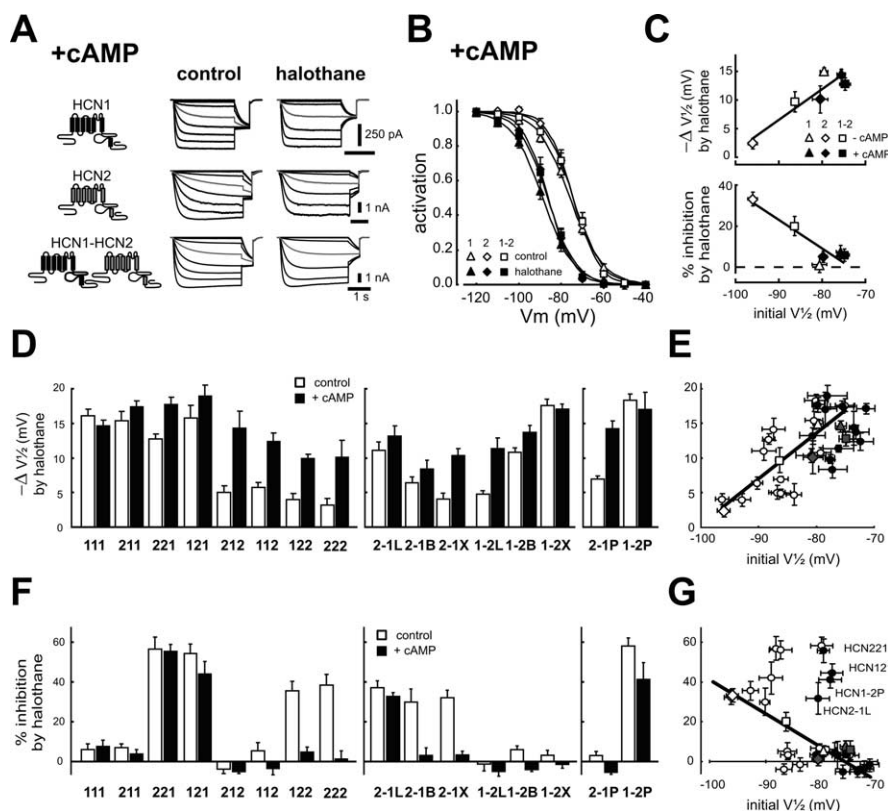 A
+cAMP
control
halothane
HCN1
250 pA
HCN2
1 nA
HCN1-HCN2
1 nA
1 s
B
+cAMP
activation
1.0
0.8
0.6
0.4
0.2
0.0
1 2 1-2
control
halothane
-120 -100 -80 -60 -40
Vm (mV)
C
−Δ V½ (mV)
by halothane
15
10
5
0
1 2 1-2
- cAMP
+ cAMP
% inhibition
by halothane
40
20
0
-100 -90 -80 -70
initial V½ (mV)
D
−Δ V½ (mV)
by halothane
20
15
10
5
0
control
+ cAMP
111 211 221 121 212 112 122 222
2-1L 2-1B 2-1X 1-2L 1-2B 1-2X
2-1P 1-2P
E
20
15
10
5
0
-100 -90 -80 -70
initial V½ (mV)
F
% inhibition
by halothane
60
40
20
0
control
+ cAMP
111 211 221 121 212 112 122 222
2-1L 2-1B 2-1X 1-2L 1-2B 1-2X
2-1P 1-2P
G
60
40
20
0
HCN221
HCN12
HCN1-2P
HCN2-1L
-100 -90 -80 -70
initial V½ (mV)